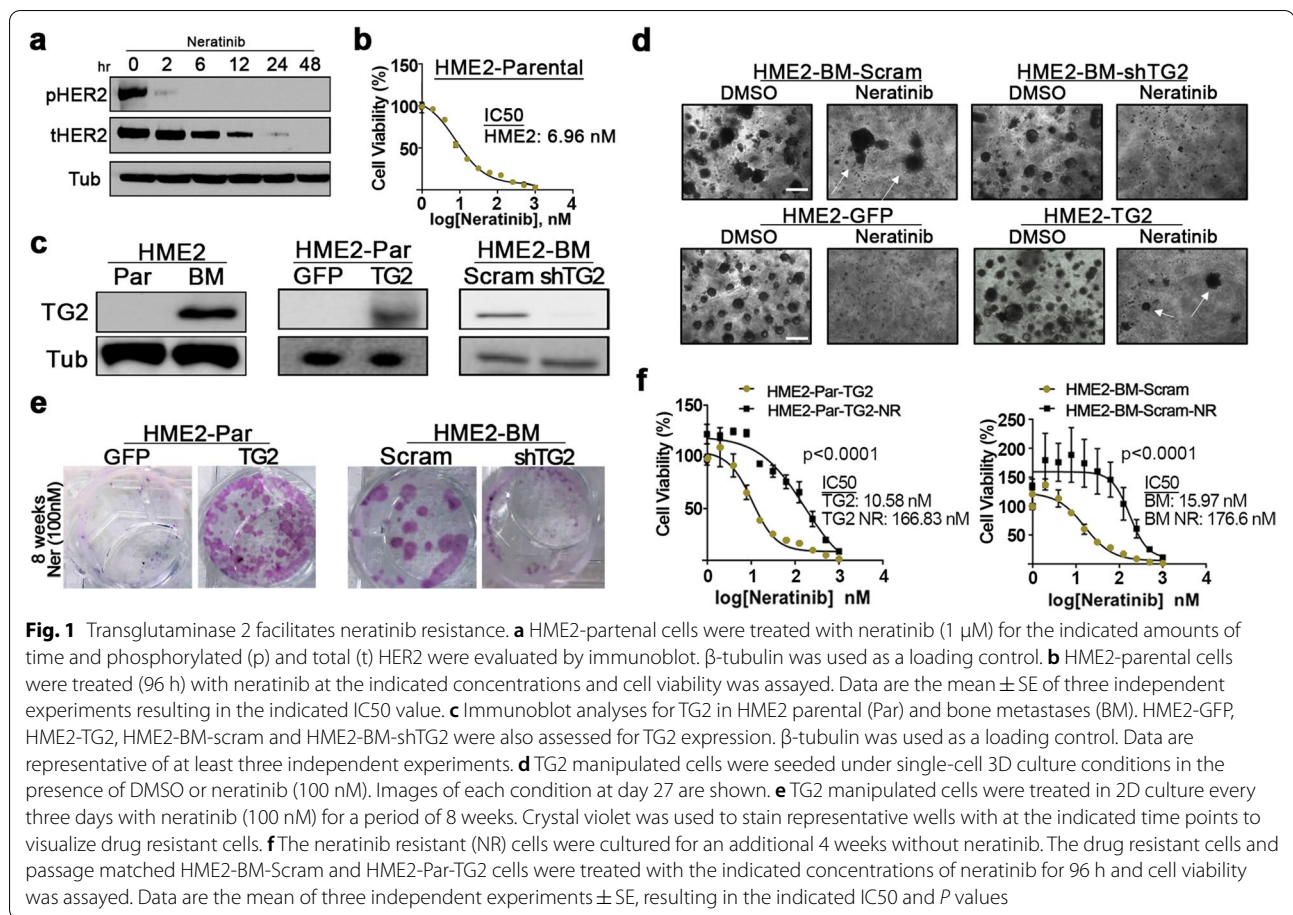 a
Neratinib
hr 0 2 6 12 24 48
pHER2
tHER2
Tub
b
HME2-Parental
Cell Viability (%)
150
100
50
IC50
HME2: 6.96 nM
0 1 2 3 4
log[Neratinib], nM
c
HME2
Par BM
HME2-Par
GFP TG2
HME2-BM
Scram shTG2
TG2
Tub
d
HME2-BM-Scram
DMSO Neratinib
HME2-BM-shTG2
DMSO Neratinib
HME2-GFP
DMSO Neratinib
HME2-TG2
DMSO Neratinib
e
HME2-Par
GFP TG2
HME2-BM
Scram shTG2
8 weeks
Ner (100nM)
f
HME2-Par-TG2
HME2-Par-TG2-NR
Cell Viability (%)
150
100
50
p<0.0001
IC50
TG2: 10.58 nM
TG2 NR: 166.83 nM
0 1 2 3 4
log[Neratinib] nM
HME2-BM-Scram
HME2-BM-Scram-NR
Cell Viability (%)
250
200
150
100
50
p<0.0001
IC50
BM: 15.97 nM
BM NR: 176.6 nM
0 1 2 3 4
log[Neratinib] nM
Fig. 1 Transglutaminase 2 facilitates neratinib resistance. a HME2-partenal cells were treated with neratinib (1 μM) for the indicated amounts of
time and phosphorylated (p) and total (t) HER2 were evaluated by immunoblot. β-tubulin was used as a loading control. b HME2-parental cells
were treated (96 h) with neratinib at the indicated concentrations and cell viability was assayed. Data are the mean ± SE of three independent
experiments resulting in the indicated IC50 value. c Immunoblot analyses for TG2 in HME2 parental (Par) and bone metastases (BM). HME2-GFP,
HME2-TG2, HME2-BM-scram and HME2-BM-shTG2 were also assessed for TG2 expression. β-tubulin was used as a loading control. Data are
representative of at least three independent experiments. d TG2 manipulated cells were seeded under single-cell 3D culture conditions in the
presence of DMSO or neratinib (100 nM). Images of each condition at day 27 are shown. e TG2 manipulated cells were treated in 2D culture every
three days with neratinib (100 nM) for a period of 8 weeks. Crystal violet was used to stain representative wells with at the indicated time points to
visualize drug resistant cells. f The neratinib resistant (NR) cells were cultured for an additional 4 weeks without neratinib. The drug resistant cells and
passage matched HME2-BM-Scram and HME2-Par-TG2 cells were treated with the indicated concentrations of neratinib for 96 h and cell viability
was assayed. Data are the mean of three independent experiments ± SE, resulting in the indicated IC50 and P values